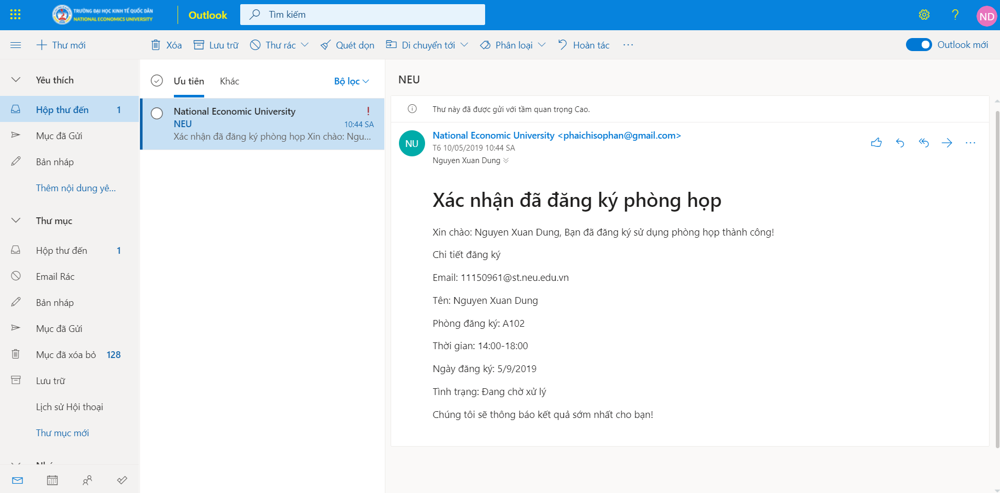 TRƯỜNG ĐẠI HỌC KINH TẾ QUỐC DÂN
NATIONAL ECONOMICS UNIVERSITY
Outlook
Tìm kiếm
ND
Thư mới
Xóa
Lưu trữ
Thư rác
Quét dọn
Di chuyển tới
Phân loại
Hoàn tác
Outlook mới
Yêu thích
Hộp thư đến 1
Mục đã Gửi
Bản nháp
Thêm nội dung yê...
Thư mục
Hộp thư đến 1
Email Rác
Bản nháp
Mục đã Gửi
Mục đã xóa bỏ 128
Lưu trữ
Lịch sử Hội thoại
Thư mục mới
Ưu tiên
Khác
Bộ lọc
National Economic University !
NEU 10:44 SA
Xác nhận đã đăng ký phòng họp Xin chào: Ngu...
NEU
Thư này đã được gửi với tầm quan trọng Cao.
NU
National Economic University <phaichisophan@gmail.com>
T6 10/05/2019 10:44 SA
Nguyen Xuan Dung
Xác nhận đã đăng ký phòng họp
Xin chào: Nguyen Xuan Dung, Bạn đã đăng ký sử dụng phòng họp thành công!
Chi tiết đăng ký
Email: 11150961@st.neu.edu.vn
Tên: Nguyen Xuan Dung
Phòng đăng ký: A102
Thời gian: 14:00-18:00
Ngày đăng ký: 5/9/2019
Tình trạng: Đang chờ xử lý
Chúng tôi sẽ thông báo kết quả sớm nhất cho bạn!